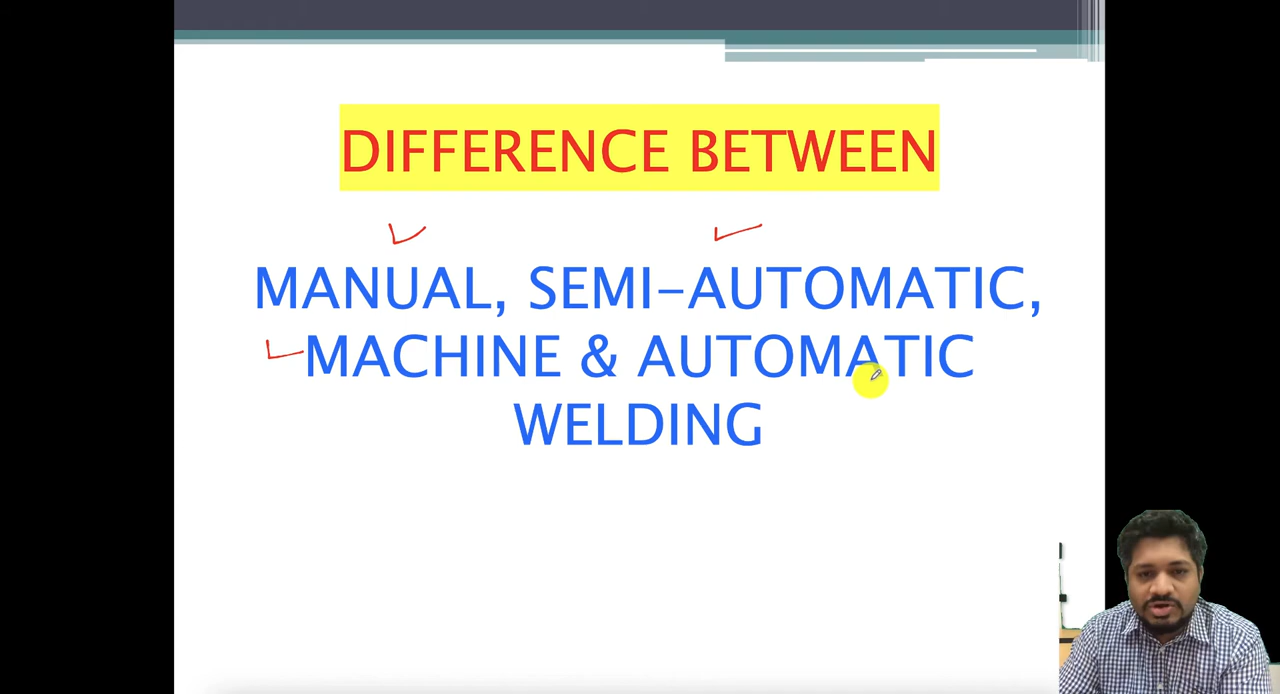 DIFFERENCE BETWEEN
MANUAL, SEMI-AUTOMATIC,
MACHINE & AUTOMATIC
WELDING